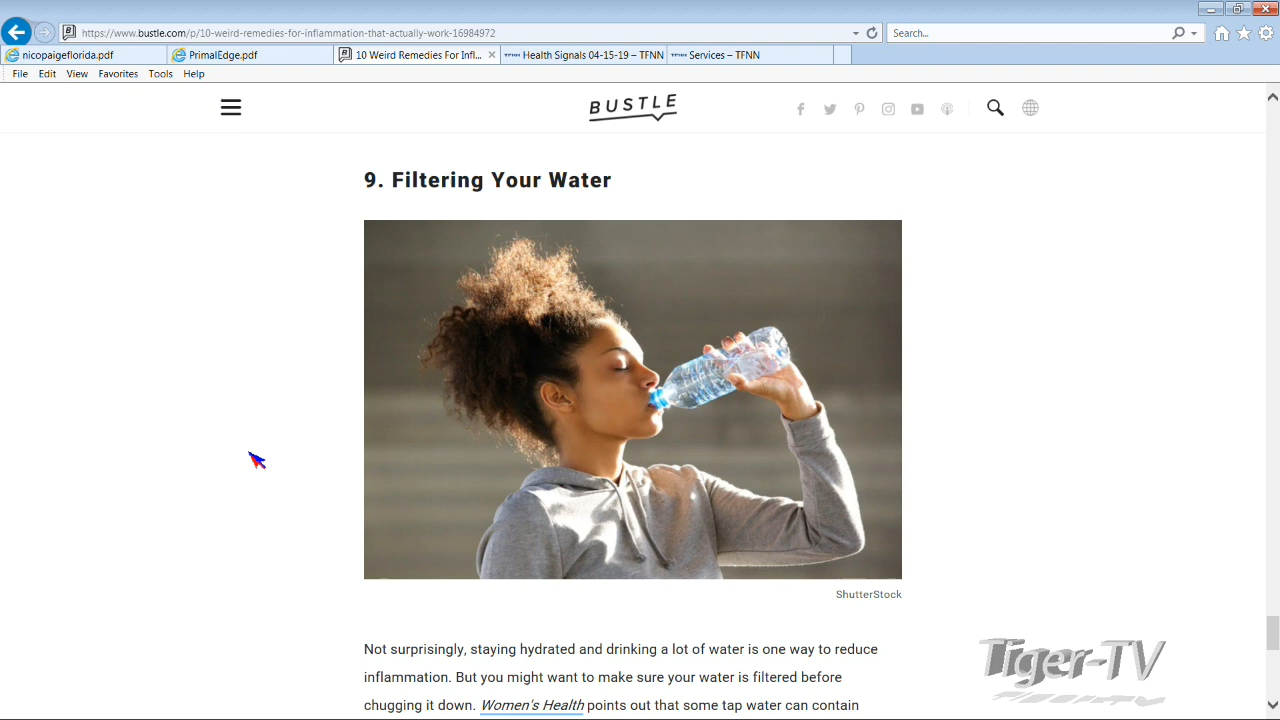 https://www.bustle.com/p/10-weird-remedies-for-inflammation-that-actually-work-16984972
Search...
nicopaigeflorida.pdf
PrimalEdge.pdf
10 Weird Remedies For Infl...
TFNN Health Signals 04-15-19 – TFNN
TFNN Services – TFNN
File Edit View Favorites Tools Help
BUSTLE
9. Filtering Your Water
ShutterStock
Not surprisingly, staying hydrated and drinking a lot of water is one way to reduce
inflammation. But you might want to make sure your water is filtered before
chugging it down. Women's Health points out that some tap water can contain
Tiger-TV